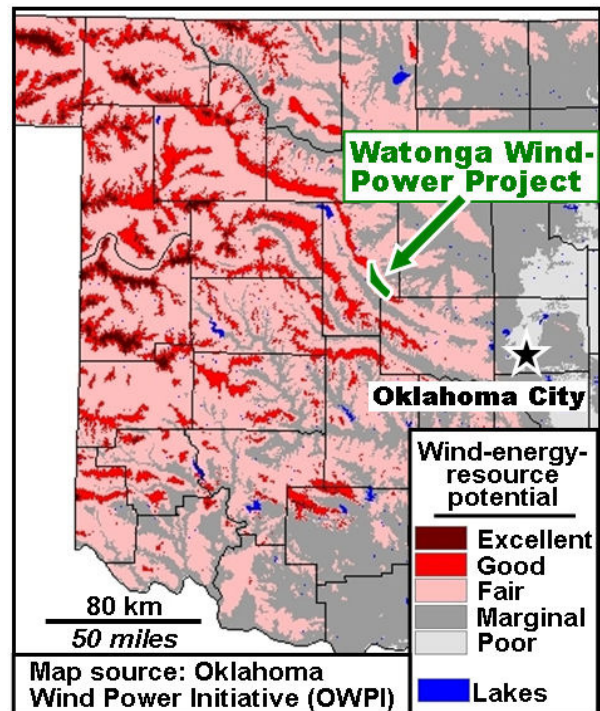 Watonga Wind-
Power Project
Oklahoma City
Wind-energy-
resource
potential
Excellent
Good
Fair
Marginal
Poor
Lakes
80 km
50 miles
Map source: Oklahoma
Wind Power Initiative (OWPI)